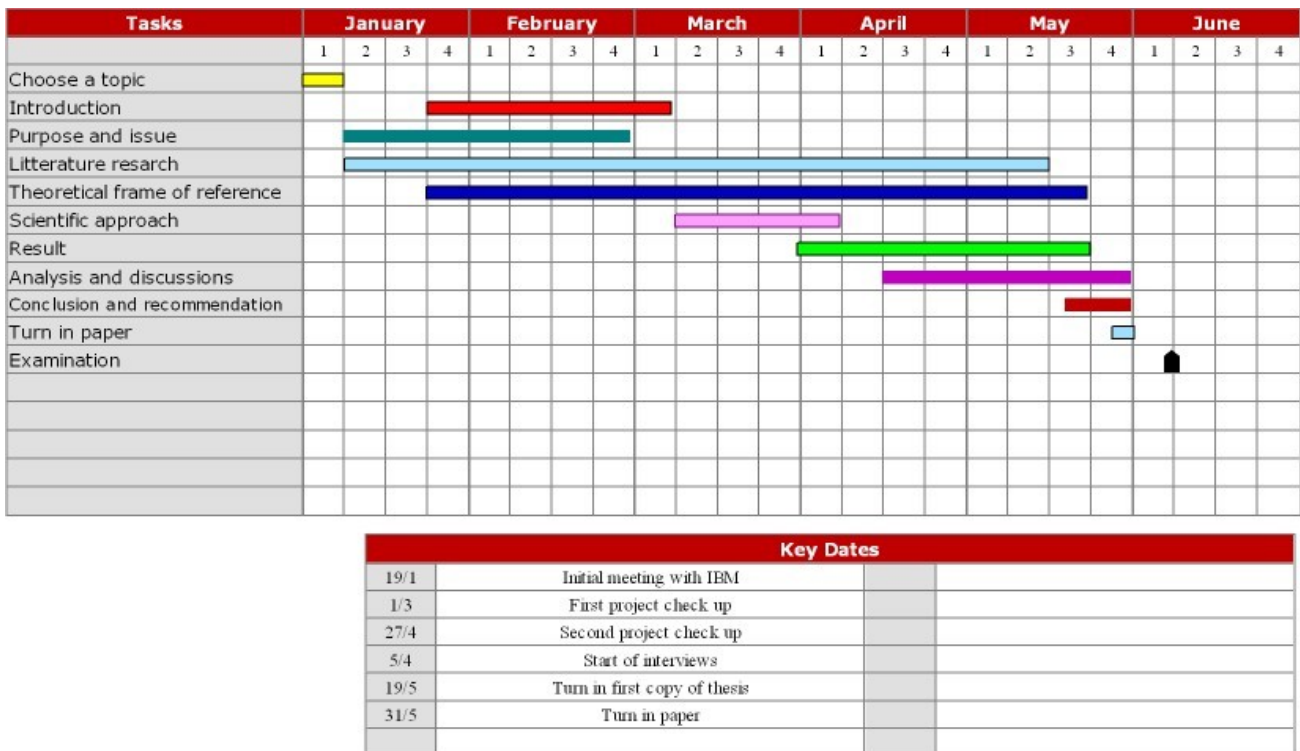 Tasks January February March April May June
1 2 3 4 1 2 3 4 1 2 3 4 1 2 3 4 1 2 3 4 1 2 3 4
Choose a topic
Introduction
Purpose and issue
Litterature resarch
Theoretical frame of reference
Scientific approach
Result
Analysis and discussions
Conclusion and recommendation
Turn in paper
Examination
Key Dates
19/1 Initial meeting with IBM
1/3 First project check up
27/4 Second project check up
5/4 Start of interviews
19/5 Turn in first copy of thesis
31/5 Turn in paper